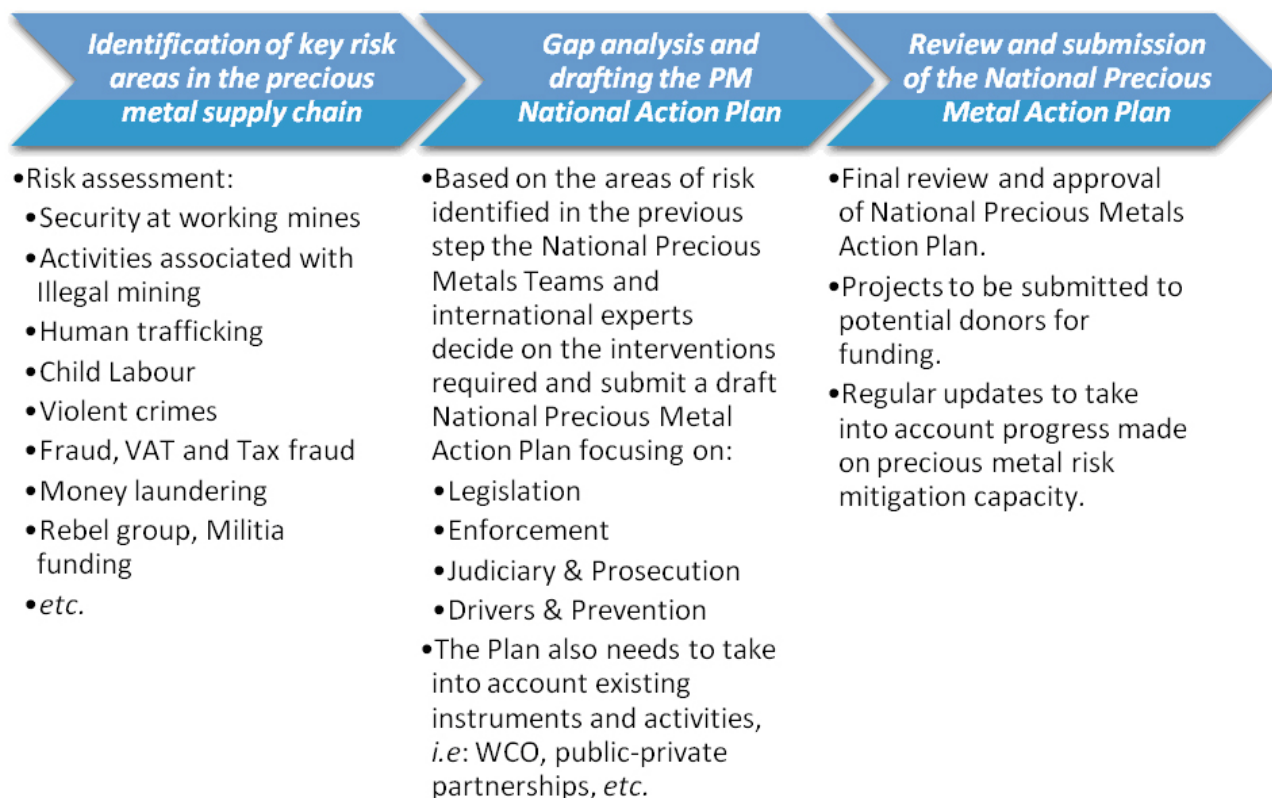 Identification of key risk
areas in the precious
metal supply chain
•Risk assessment:
•Security at working mines
•Activities associated with
Illegal mining
•Human trafficking
•Child Labour
•Violent crimes
•Fraud, VAT and Tax fraud
•Money laundering
•Rebel group, Militia
funding
•etc.
Gap analysis and
drafting the PM
National Action Plan
•Based on the areas of risk
identified in the previous
step the National Precious
Metals Teams and
international experts
decide on the interventions
required and submit a draft
National Precious Metal
Action Plan focusing on:
•Legislation
•Enforcement
•Judiciary & Prosecution
•Drivers & Prevention
•The Plan also needs to take
into account existing
instruments and activities,
i.e: WCO, public-private
partnerships, etc.
Review and submission
of the National Precious
Metal Action Plan
•Final review and approval
of National Precious Metals
Action Plan.
•Projects to be submitted to
potential donors for
funding.
•Regular updates to take
into account progress made
on precious metal risk
mitigation capacity.